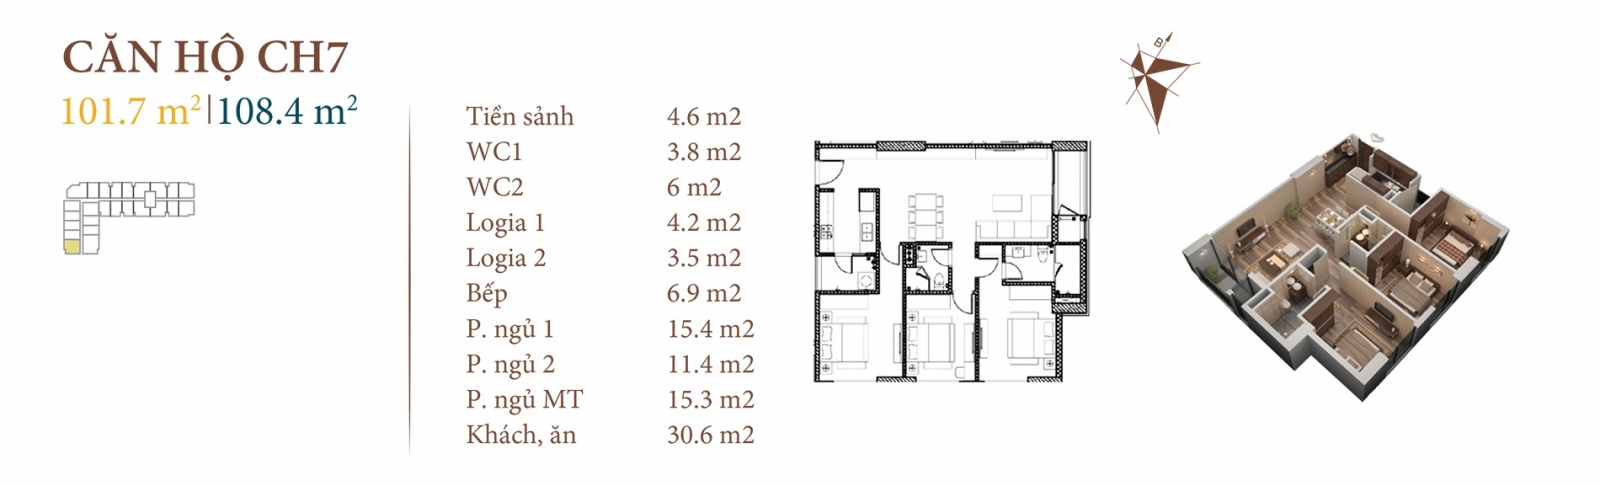 CĂN HỘ CH7
101.7 m²|108.4 m²
Tiền sảnh 4.6 m2
WC1 3.8 m2
WC2 6 m2
Logia 1 4.2 m2
Logia 2 3.5 m2
Bếp 6.9 m2
P. ngủ 1 15.4 m2
P. ngủ 2 11.4 m2
P. ngủ MT 15.3 m2
Khách, ăn 30.6 m2
B